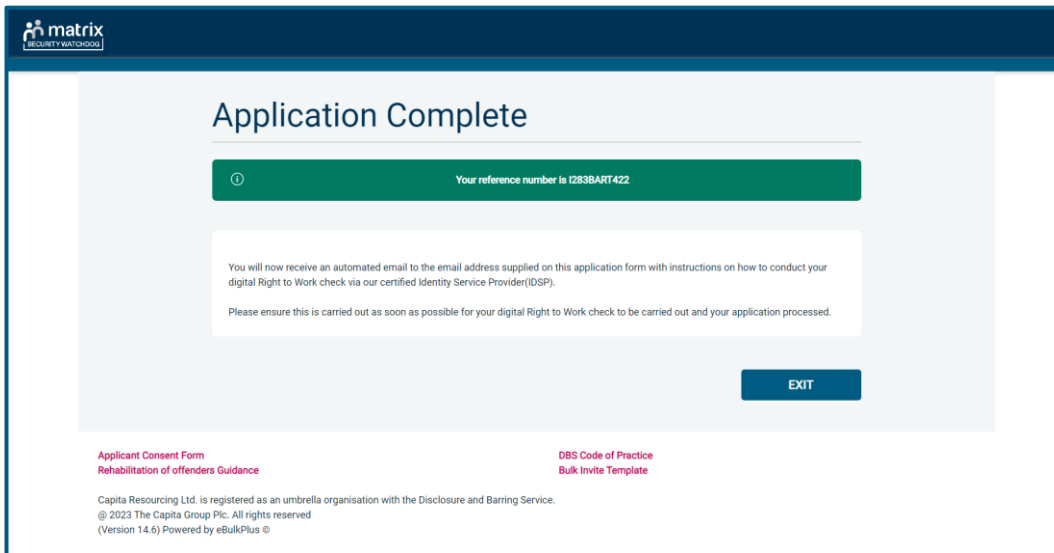 matrix
SECURITY WATCHDOG
Application Complete
Your reference number is I283BART422
You will now receive an automated email to the email address supplied on this application form with instructions on how to conduct your
digital Right to Work check via our certified Identity Service Provider(IDSP).
Please ensure this is carried out as soon as possible for your digital Right to Work check to be carried out and your application processed.
EXIT
Applicant Consent Form
Rehabilitation of offenders Guidance
DBS Code of Practice
Bulk Invite Template
Capita Resourcing Ltd. is registered as an umbrella organisation with the Disclosure and Barring Service.
@ 2023 The Capita Group Plc. All rights reserved
(Version 14.6) Powered by eBulkPlus ©